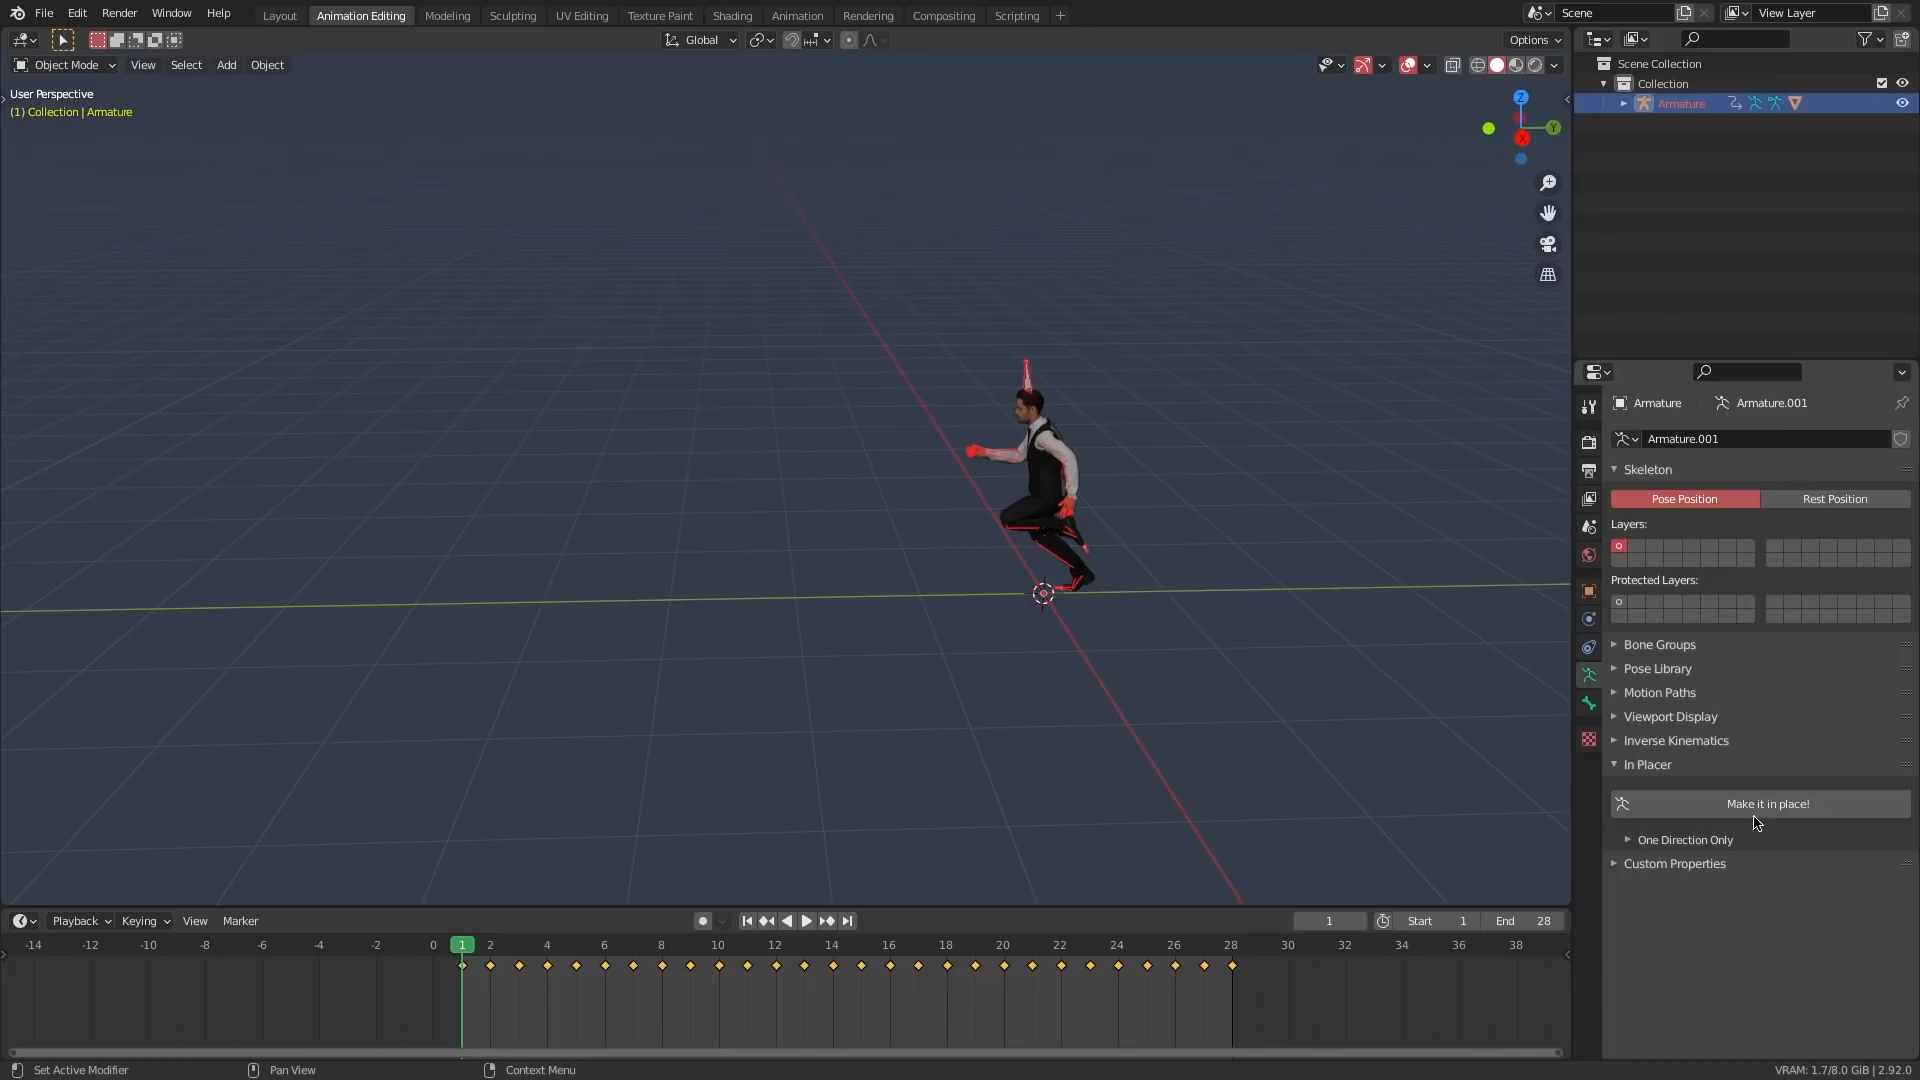 File Edit Render Window Help
Layout Animation Editing Modeling Sculpting UV Editing Texture Paint Shading Animation Rendering Compositing Scripting +
Scene View Layer
Global Options
Object Mode View Select Add Object
User Perspective
(1) Collection | Armature
Z
Y
X
Scene Collection
Collection
Armature
Armature Armature.001
Armature.001
Skeleton
Pose Position Rest Position
Layers:
Protected Layers:
Bone Groups
Pose Library
Motion Paths
Viewport Display
Inverse Kinematics
In Placer
Make it in place!
One Direction Only
Custom Properties
Playback Keying View Marker 1 Start 1 End 28
-14 -12 -10 -8 -6 -4 -2 0 1 2 4 6 8 10 12 14 16 18 20 22 24 26 28 30 32 34 36 38
Set Active Modifier Pan View Context Menu VRAM: 1.7/8.0 GiB | 2.92.0